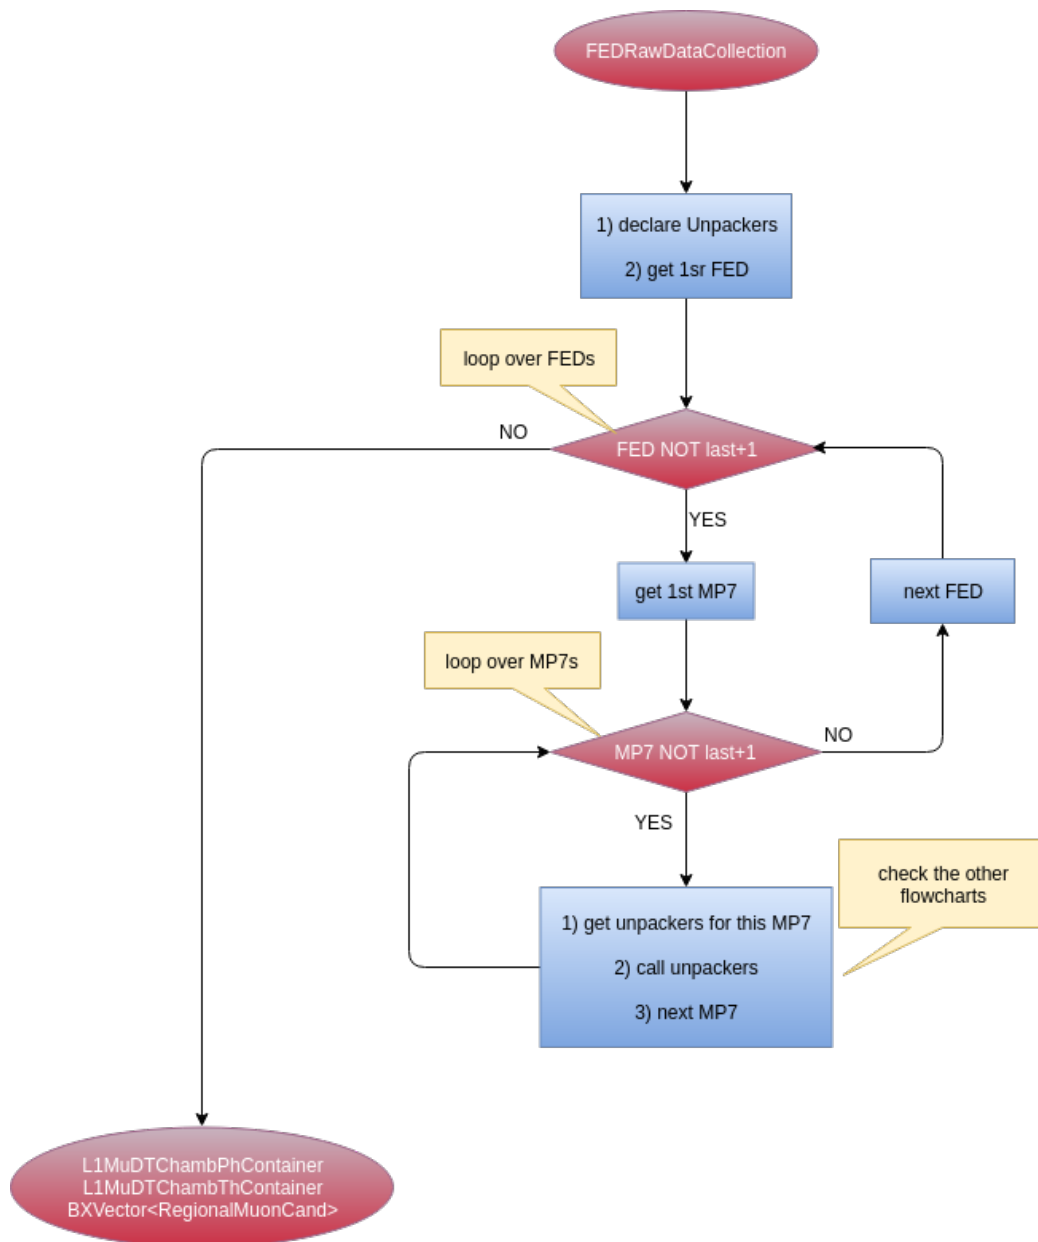 FEDRawDataCollection
1) declare Unpackers
2) get 1sr FED
loop over FEDs
NO
FED NOT last+1
YES
get 1st MP7
next FED
loop over MP7s
MP7 NOT last+1
NO
YES
check the other
flowcharts
1) get unpackers for this MP7
2) call unpackers
3) next MP7
L1MuDTChambPhContainer
L1MuDTChambThContainer
BXVector<RegionalMuonCand>